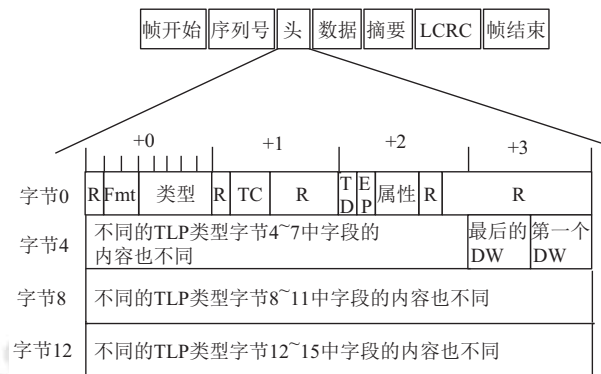 帧开始 序列号 头 数据 摘要 LCRC 帧结束
+0 +1 +2 +3
字节0 R Fmt 类型 R TC R TD EP 属性 R R
字节4 不同的TLP类型字节4~7中字段的
内容也不同
最后的
DW
第一个
DW
字节8 不同的TLP类型字节8~11中字段的内容也不同
字节12 不同的TLP类型字节12~15中字段的内容也不同